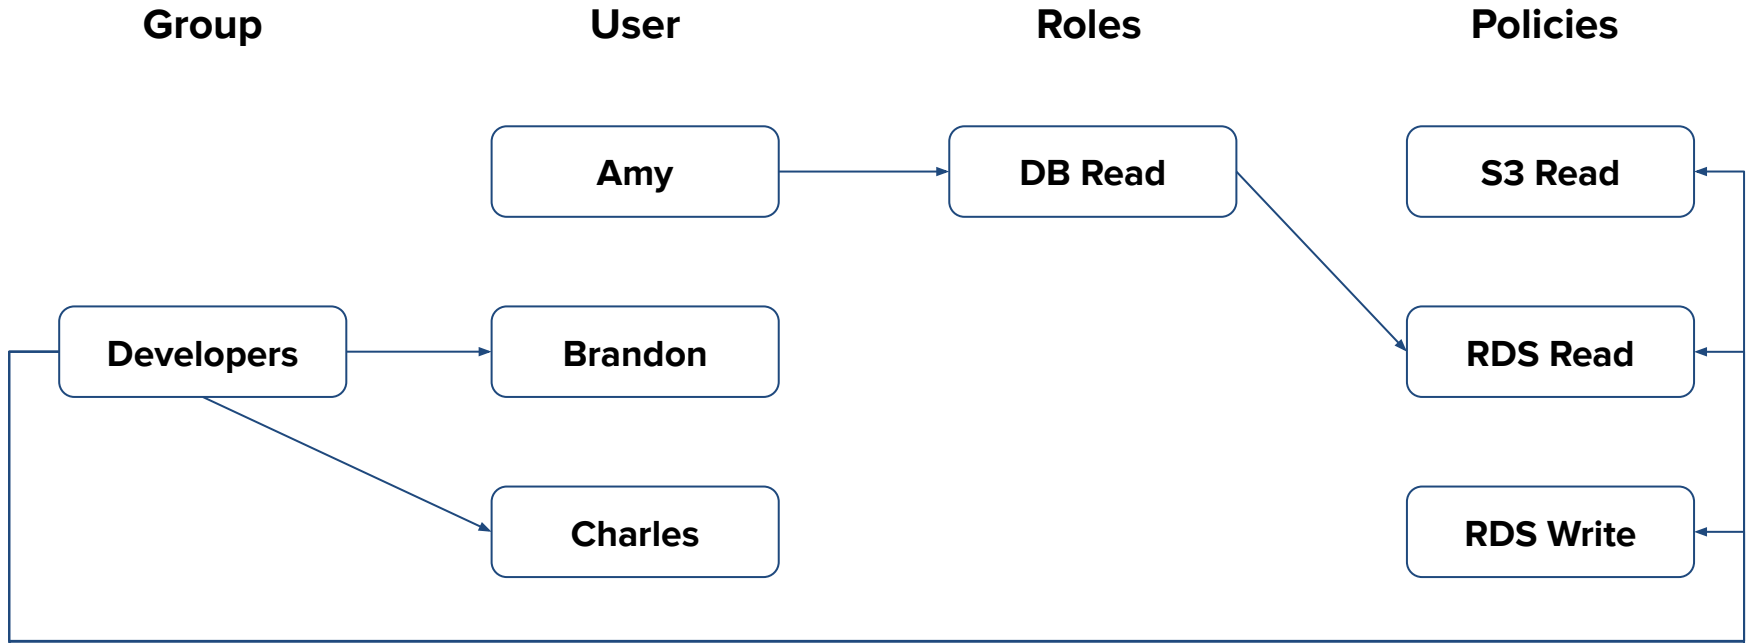 Group
User
Roles
Policies
Amy
DB Read
S3 Read
Developers
Brandon
RDS Read
Charles
RDS Write